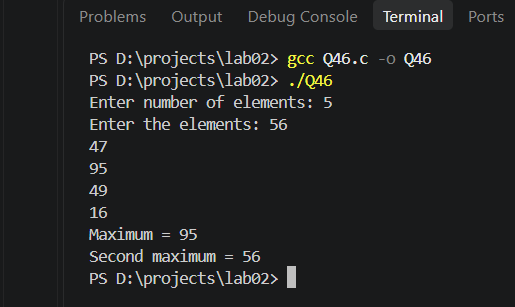 Problems Output Debug Console Terminal Ports
PS D:\projects\lab02> gcc Q46.c -o Q46
PS D:\projects\lab02> ./Q46
Enter number of elements: 5
Enter the elements: 56
47
95
49
16
Maximum = 95
Second maximum = 56
PS D:\projects\lab02>